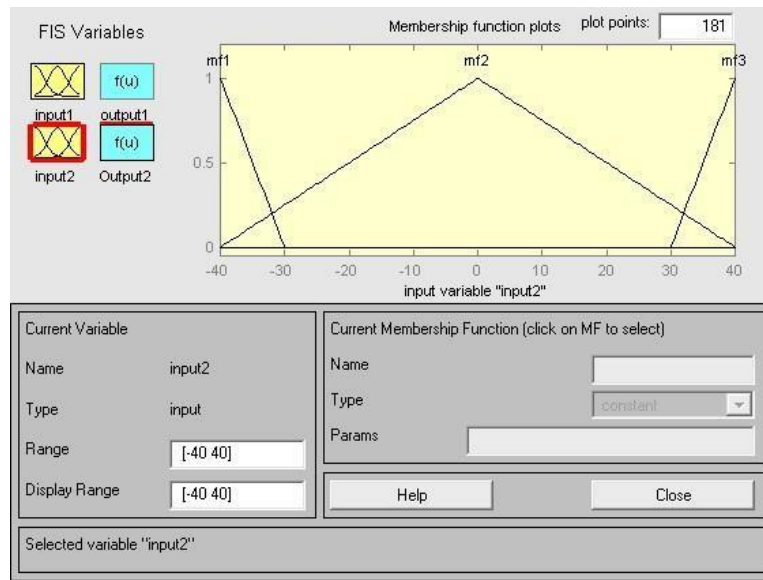 FIS Variables
Membership function plots
plot points:
181
f(u)
input1
output1
f(u)
input2
Output2
mf1
mf2
mf3
1
0.5
0
-40
-30
-20
-10
0
10
20
30
40
input variable "input2"
Current Variable
Name
input2
Type
input
Range
[-40 40]
Display Range
[-40 40]
Current Membership Function (click on MF to select)
Name
Type
constant
Params
Help
Close
Selected variable "input2"